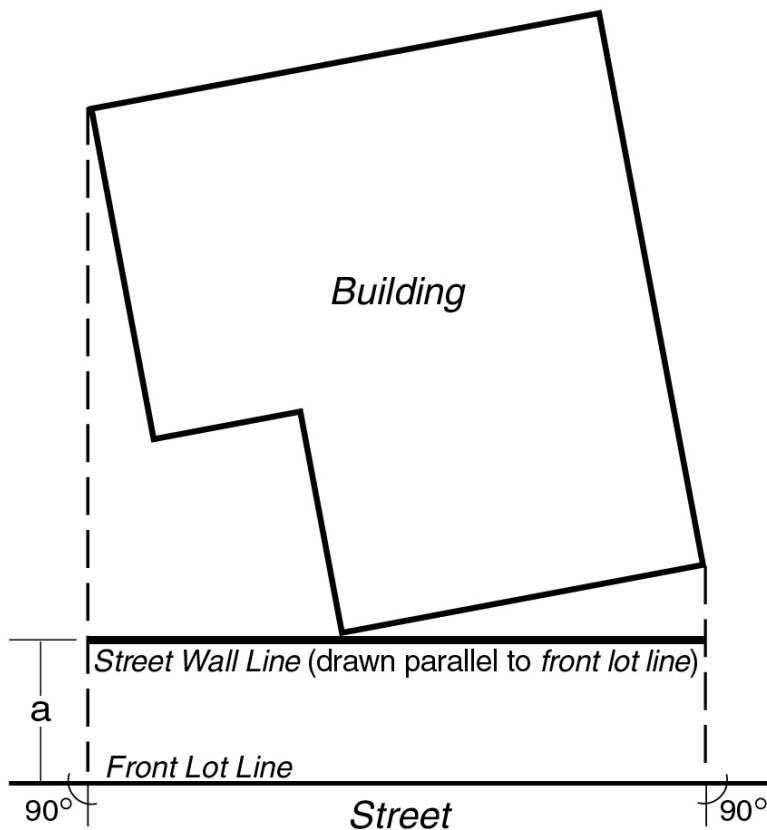 Building
Street Wall Line (drawn parallel to front lot line)
a
Front Lot Line
90°
Street
90°